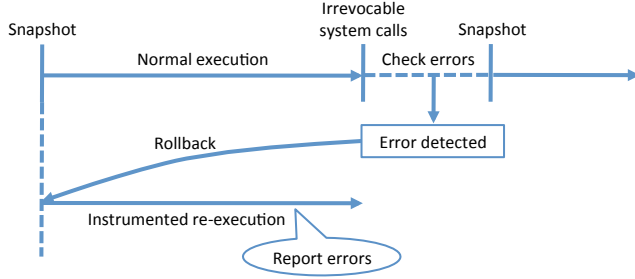 Snapshot
Irrevocable
system calls
Snapshot
Normal execution
Check errors
Error detected
Rollback
Instrumented re-execution
Report errors